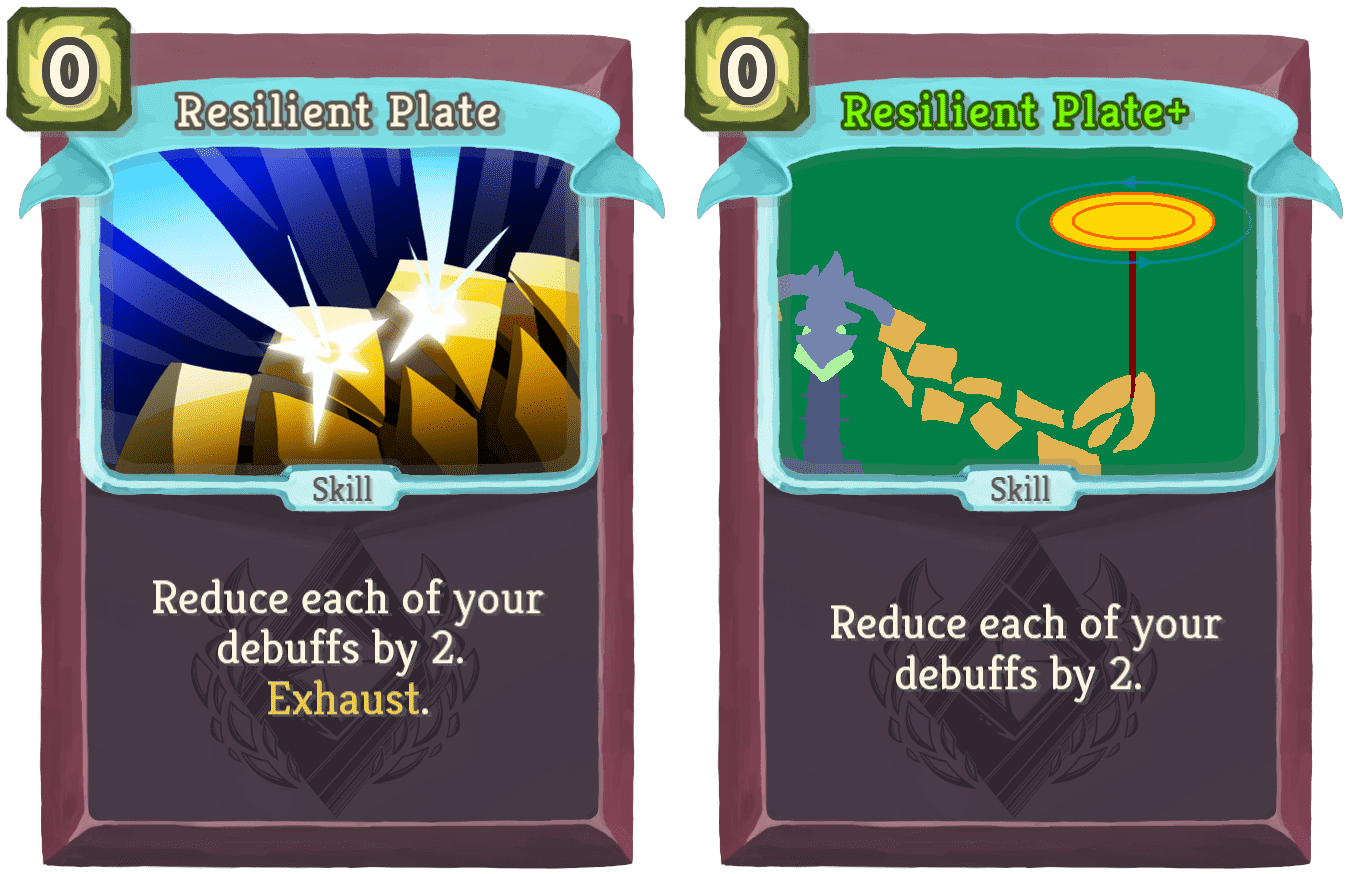 0
Resilient Plate
Skill
Reduce each of your
debuffs by 2.
Exhaust.
0
Resilient Plate+
Skill
Reduce each of your
debuffs by 2.